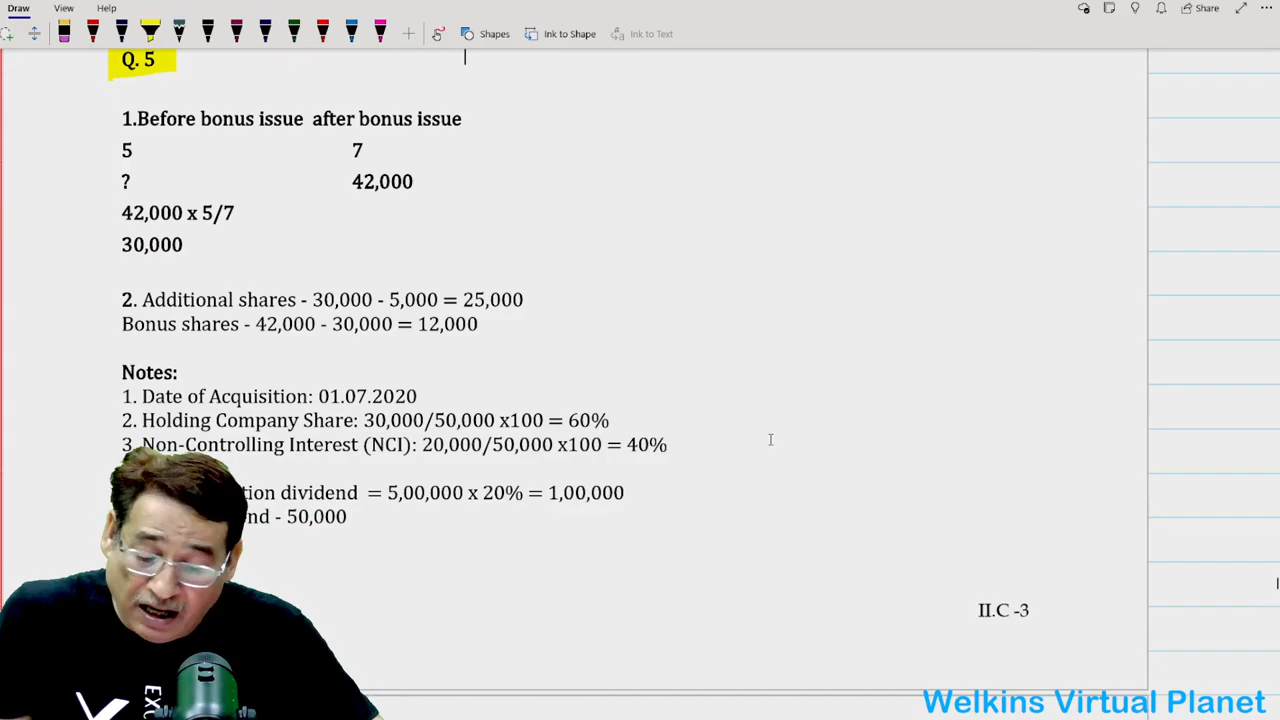 Draw View Help
Share
Shapes Ink to Shape Ink to Text
Q. 5
1.Before bonus issue after bonus issue
5 7
? 42,000
42,000 x 5/7
30,000
2. Additional shares - 30,000 - 5,000 = 25,000
Bonus shares - 42,000 - 30,000 = 12,000
Notes:
1. Date of Acquisition: 01.07.2020
2. Holding Company Share: 30,000/50,000 x100 = 60%
3. Non-Controlling Interest (NCI): 20,000/50,000 x100 = 40%
tion dividend = 5,00,000 x 20% = 1,00,000
nd - 50,000
II.C -3
EXC
Welkins Virtual Planet